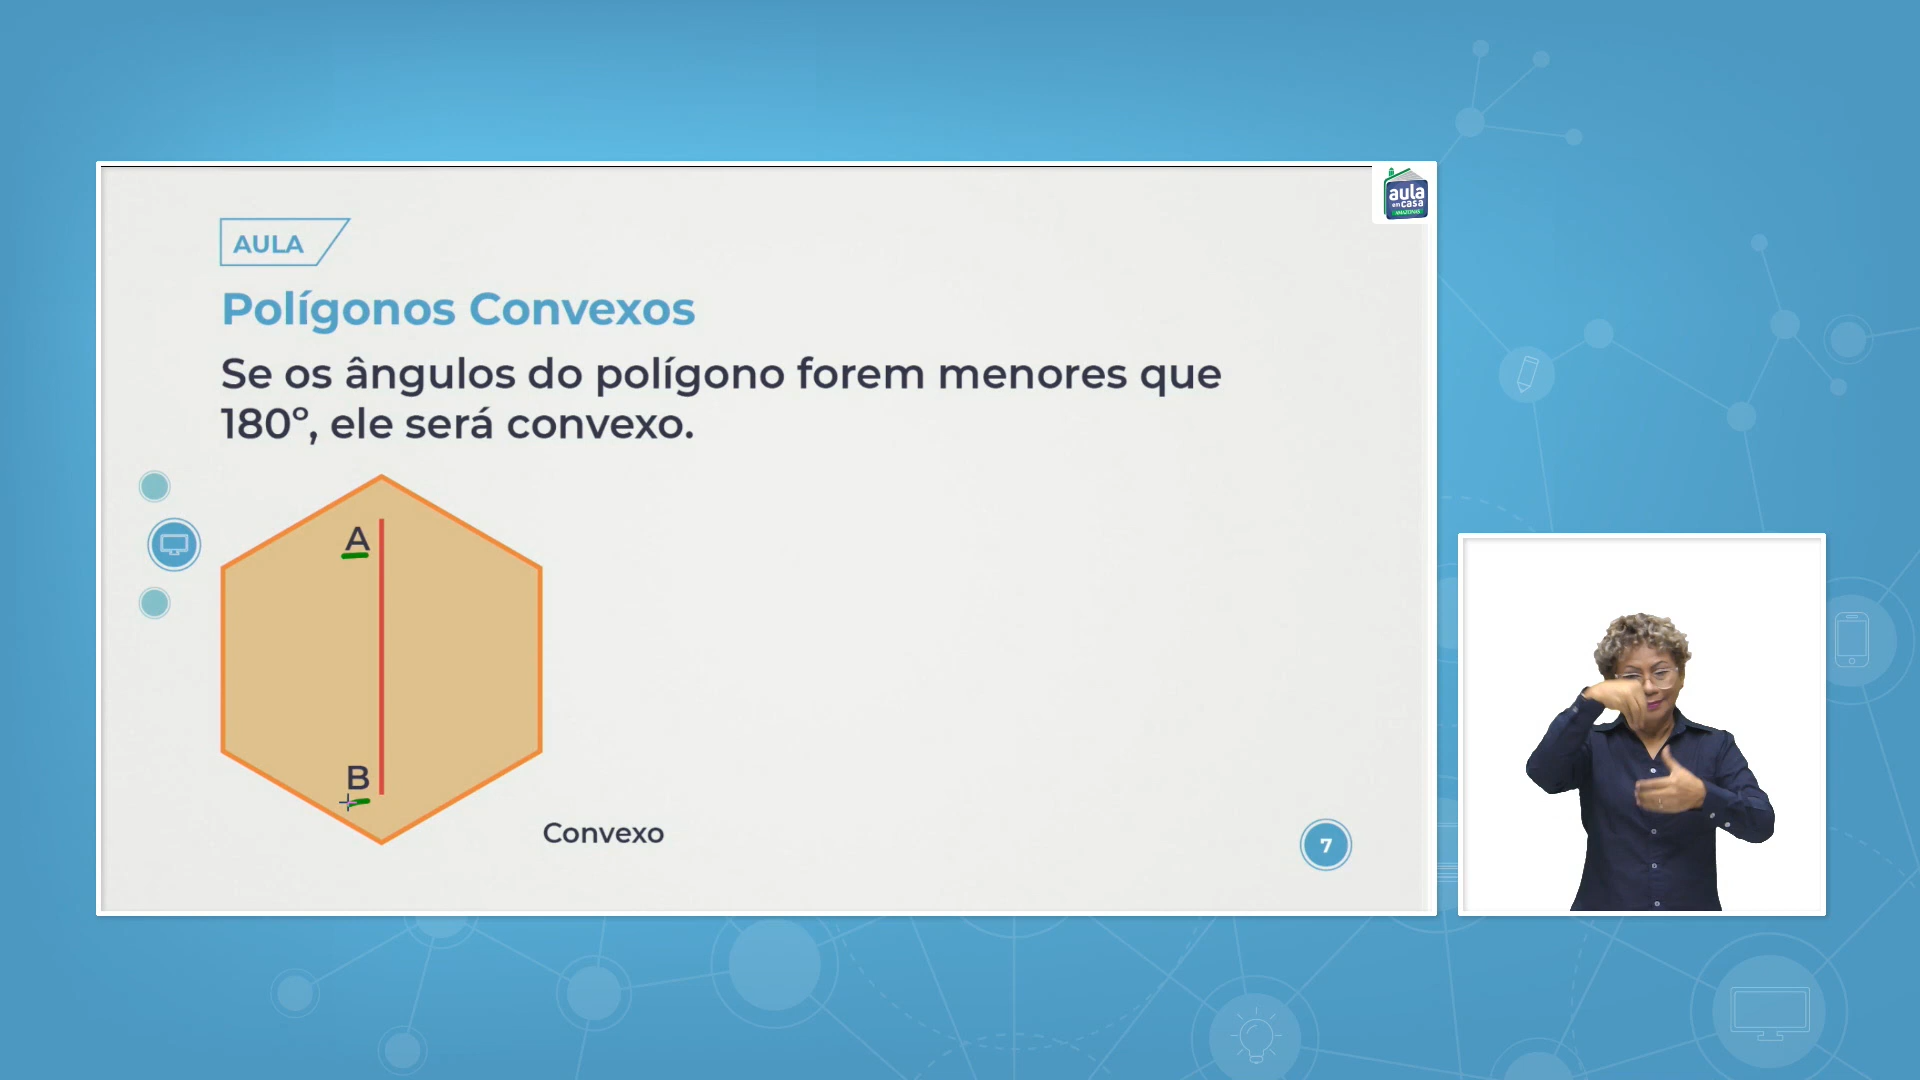 aula
em casa
AMAZONAS
AULA
Polígonos Convexos
Se os ângulos do polígono forem menores que
180º, ele será convexo.
A
B
Convexo
7